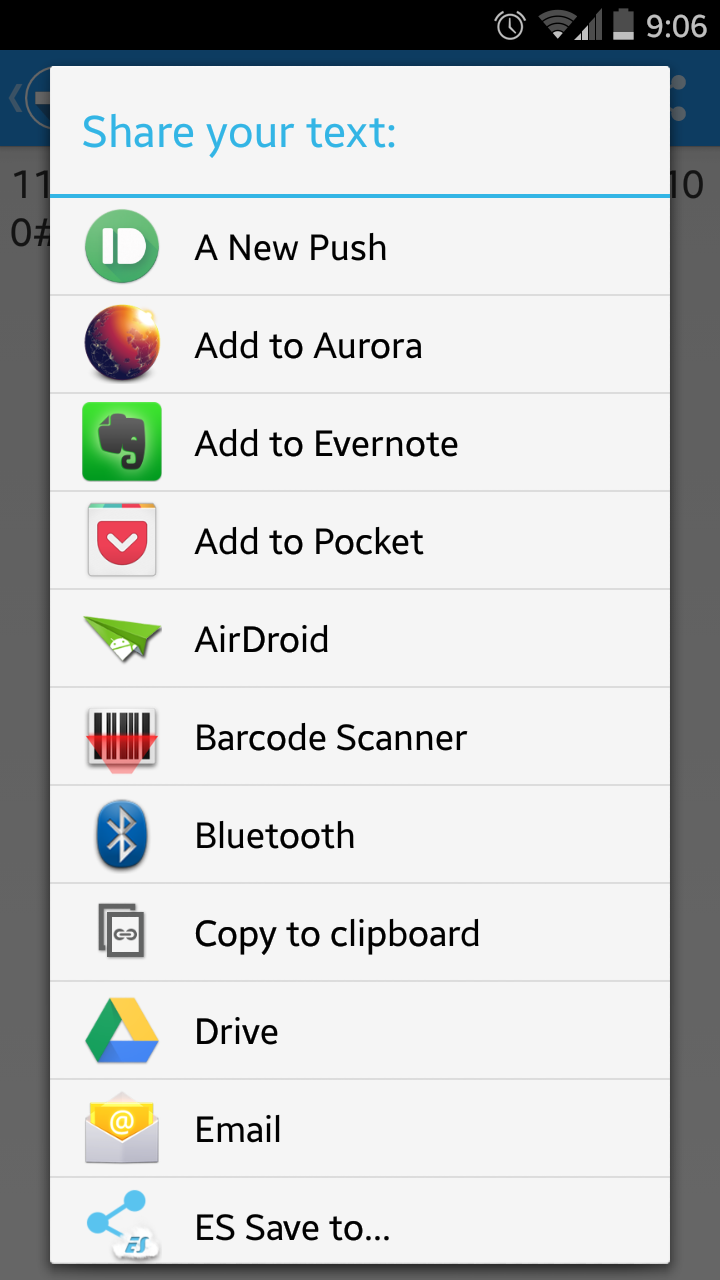 9:06
Share your text:
11 10
0#
A New Push
Add to Aurora
Add to Evernote
Add to Pocket
AirDroid
Barcode Scanner
Bluetooth
Copy to clipboard
Drive
@
Email
ES
ES Save to...